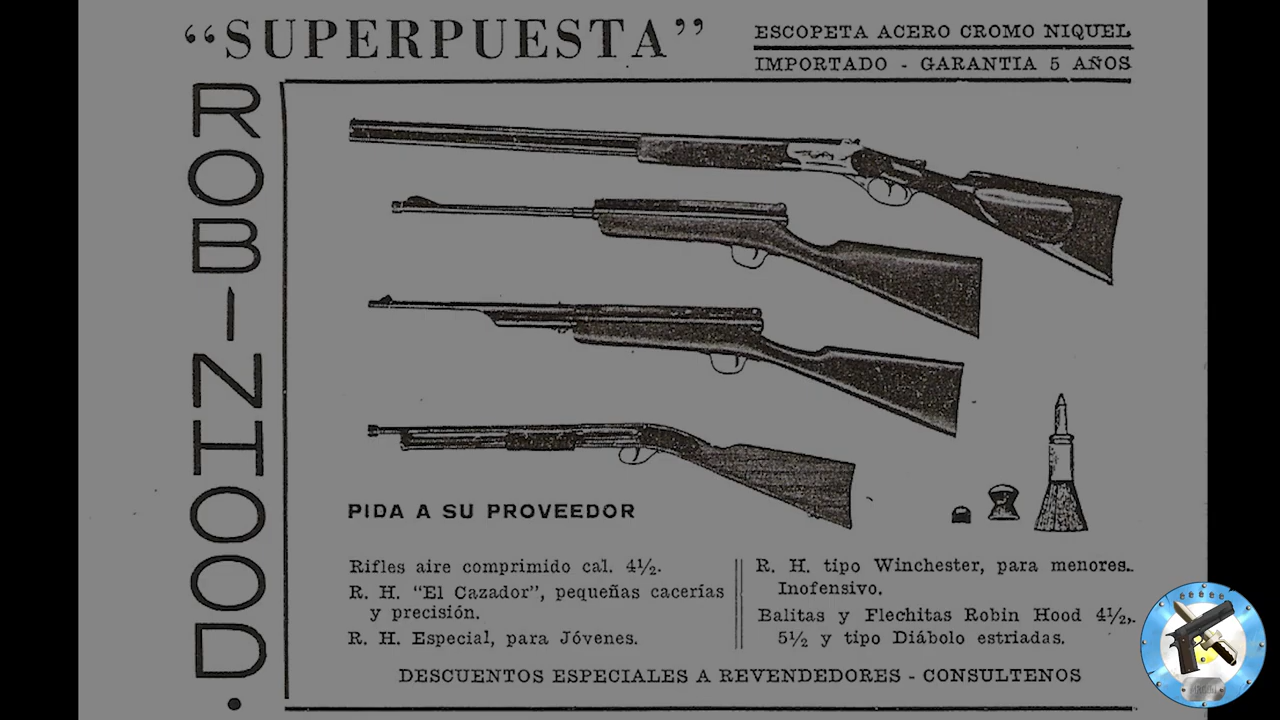 “SUPERPUESTA”
ESCOPETA ACERO CROMO NIQUEL
IMPORTADO - GARANTIA 5 AÑOS
ROBIN HOOD.
PIDA A SU PROVEEDOR
Rifles aire comprimido cal. 4½.
R. H. “El Cazador”, pequeñas cacerías
y precisión.
R. H. Especial, para Jóvenes.
R. H. tipo Winchester, para menores.
Inofensivo.
Balitas y Flechitas Robin Hood 4½,
5½ y tipo Diábolo estriadas.
DESCUENTOS ESPECIALES A REVENDEDORES - CONSULTENOS